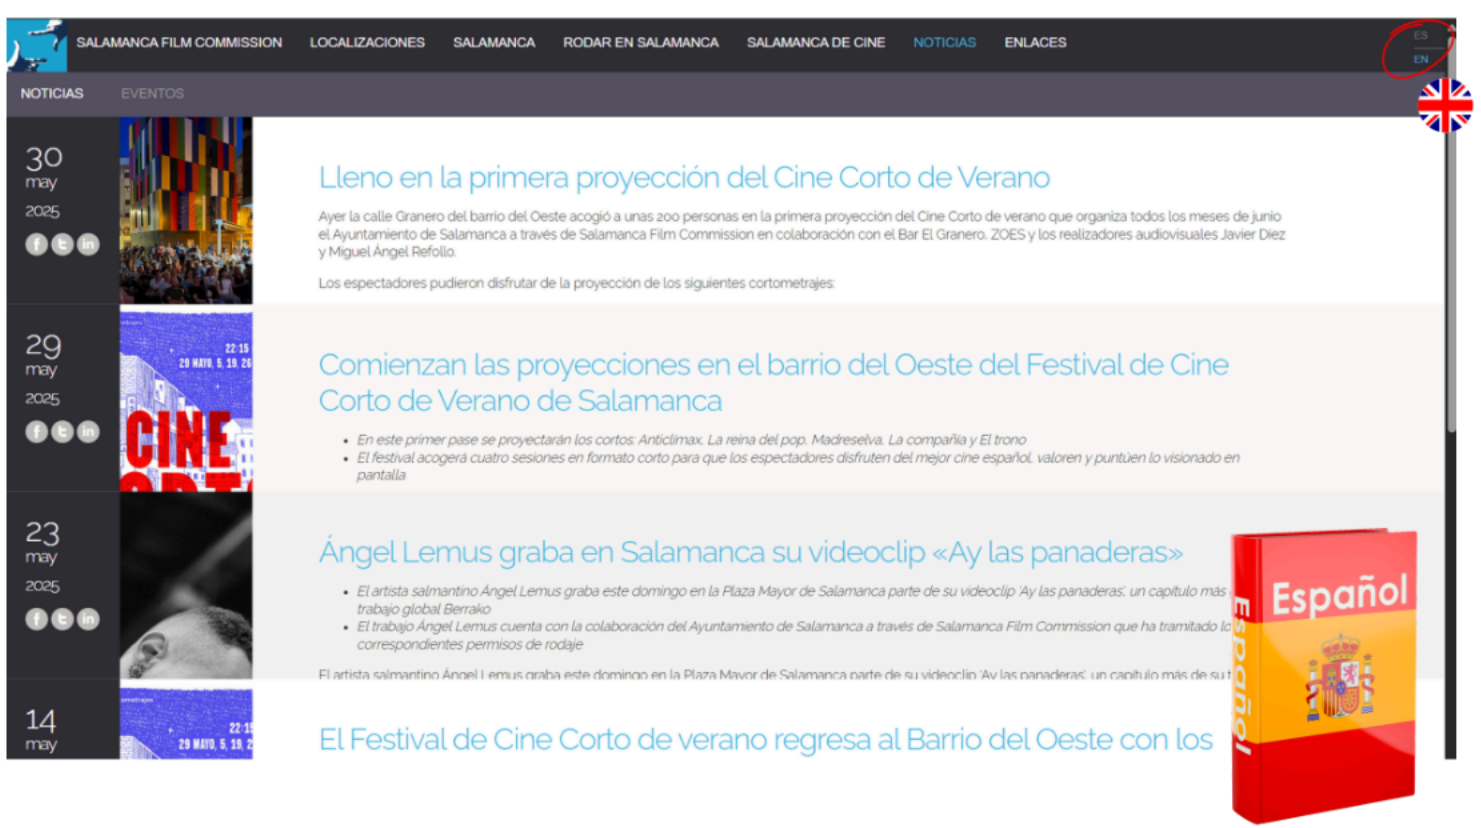 SALAMANCA FILM COMMISSION LOCALIZACIONES SALAMANCA RODAR EN SALAMANCA SALAMANCA DE CINE NOTICIAS ENLACES
ES
EN
NOTICIAS EVENTOS
30
may
2025
Lleno en la primera proyección del Cine Corto de Verano
Ayer la calle Granero del barrio del Oeste acogió a unas 200 personas en la primera proyección del Cine Corto de verano que organiza todos los meses de junio
el Ayuntamiento de Salamanca a través de Salamanca Film Commission en colaboración con el Bar El Granero. ZOES y los realizadores audiovisuales Javier Diez
y Miguel Ángel Refollo.
Los espectadores pudieron disfrutar de la proyección de los siguientes cortometrajes:
29
may
2025
22:15
29 MAYO, 5, 19, 26
CINE
CORTO
Comienzan las proyecciones en el barrio del Oeste del Festival de Cine
Corto de Verano de Salamanca
• En este primer pase se proyectarán los cortos: Anticlímax, La reina del pop, Madreselva, La compañía y El trono
• El festival acogerá cuatro sesiones en formato corto para que los espectadores disfruten del mejor cine español, valoren y puntúen lo visionado en
pantalla
23
may
2025
Ángel Lemus graba en Salamanca su videoclip «Ay las panaderas»
• El artista salmantino Ángel Lemus graba este domingo en la Plaza Mayor de Salamanca parte de su videoclip 'Ay las panaderas', un capítulo más
trabajo global Berrako
• El trabajo Ángel Lemus cuenta con la colaboración del Ayuntamiento de Salamanca a través de Salamanca Film Commission que ha tramitado lo
correspondientes permisos de rodaje
El artista salmantino Ángel Lemus graba este domingo en la Plaza Mayor de Salamanca parte de su videoclip 'Ay las panaderas', un capítulo más de su t
14
may
22:15
29 MAYO, 5, 19, 2
El Festival de Cine Corto de verano regresa al Barrio del Oeste con los
Español
Español